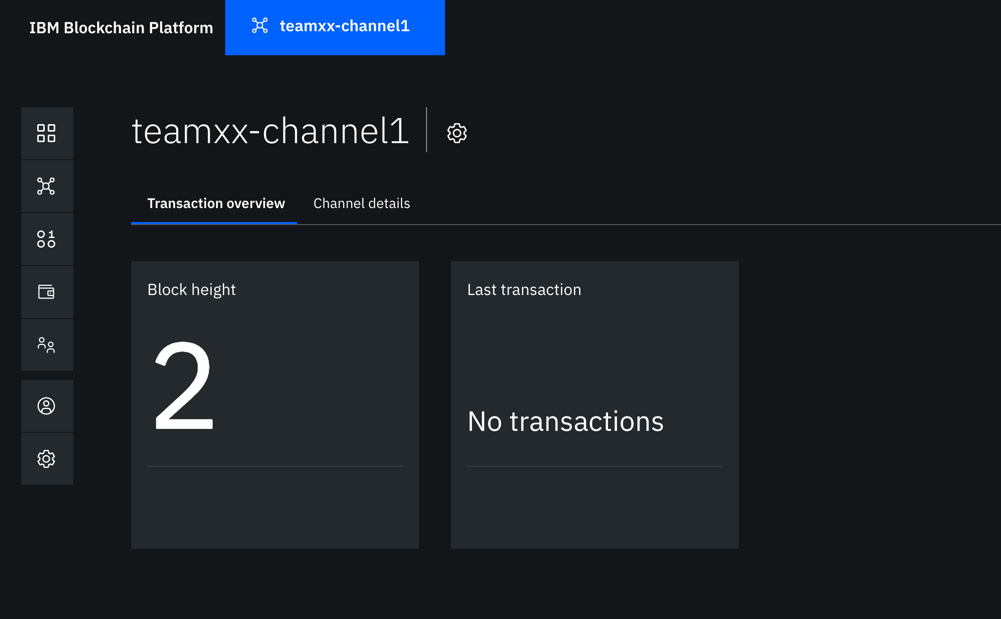 IBM Blockchain Platform
teamxx-channel1
teamxx-channel1
Transaction overview
Channel details
Block height
2
Last transaction
No transactions